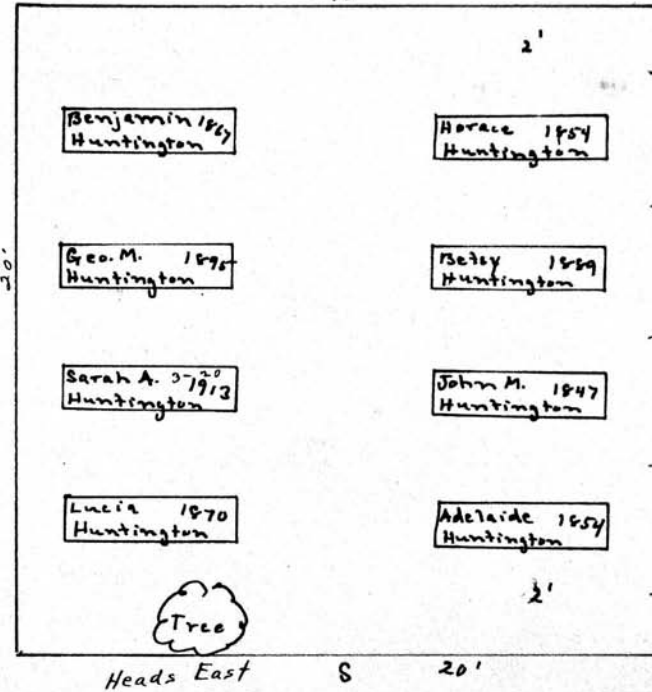 2'
Benjamin 1867
Huntington
Horace 1854
Huntington
Geo. M. 1895
Huntington
Betsy 1889
Huntington
20'
Sarah A. 3-20
1913
Huntington
John M. 1847
Huntington
Lucia 1870
Huntington
Adelaide 1854
Huntington
2'
Tree
Heads East S 20'